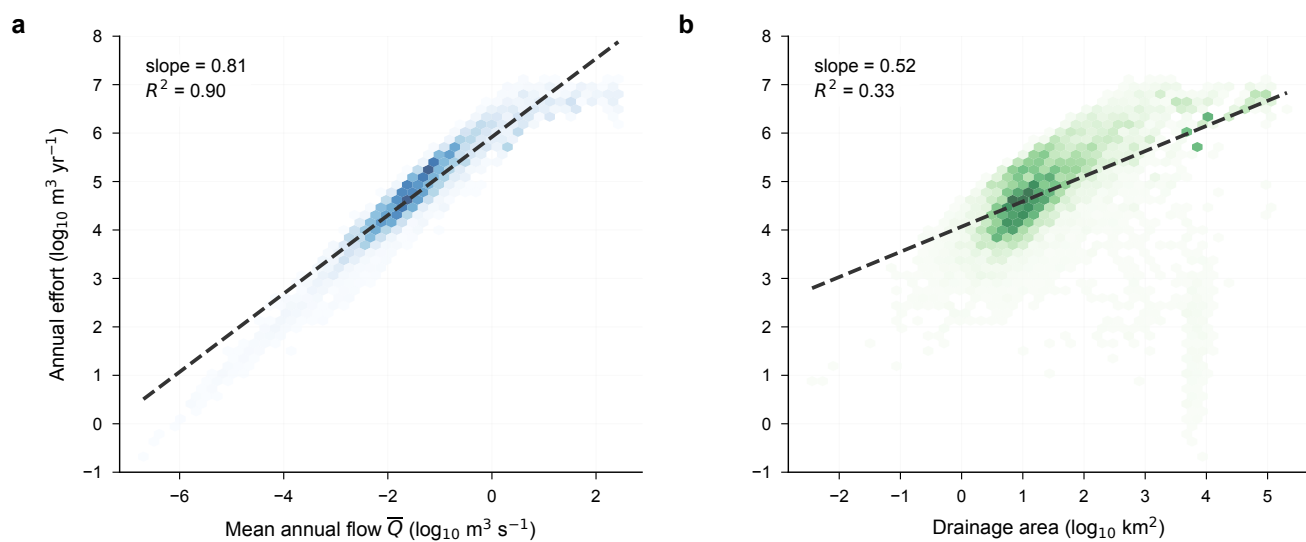 a
8
7
6
5
4
3
2
1
0
−1
Annual effort (log₁₀ m³ yr⁻¹)
slope = 0.81
R² = 0.90
−6 −4 −2 0 2
Mean annual flow Q̅ (log₁₀ m³ s⁻¹)
b
8
7
6
5
4
3
2
1
0
−1
slope = 0.52
R² = 0.33
−2 0 1 2 3 4 5
Drainage area (log₁₀ km²)